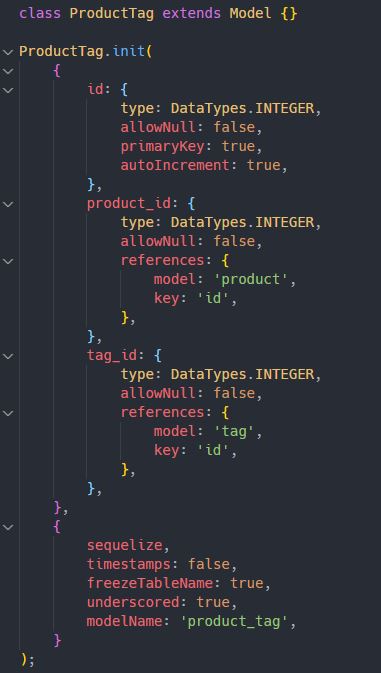 class ProductTag extends Model {}
ProductTag.init(
{
id: {
type: DataTypes.INTEGER,
allowNull: false,
primaryKey: true,
autoIncrement: true,
},
product_id: {
type: DataTypes.INTEGER,
allowNull: false,
references: {
model: 'product',
key: 'id',
},
},
tag_id: {
type: DataTypes.INTEGER,
allowNull: false,
references: {
model: 'tag',
key: 'id',
},
},
},
{
sequelize,
timestamps: false,
freezeTableName: true,
underscored: true,
modelName: 'product_tag',
}
);